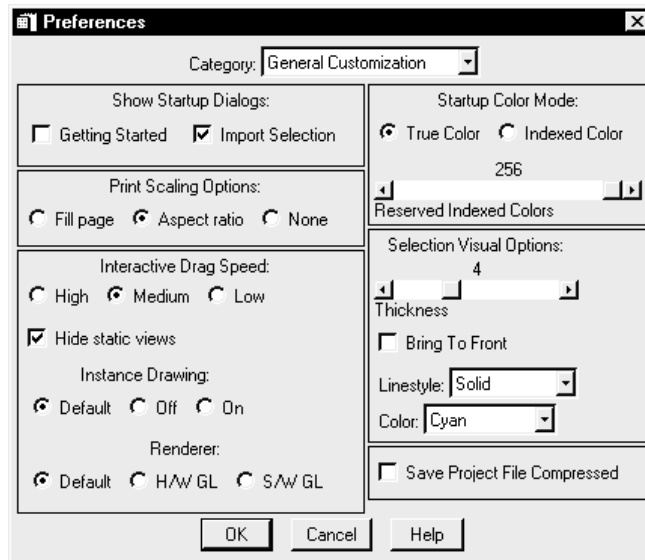 Preferences
Category: General Customization
Show Startup Dialogs:
Getting Started Import Selection
Print Scaling Options:
Fill page Aspect ratio None
Interactive Drag Speed:
High Medium Low
Hide static views
Instance Drawing:
Default Off On
Renderer:
Default H/W GL S/W GL
Startup Color Mode:
True Color Indexed Color
256
Reserved Indexed Colors
Selection Visual Options:
4
Thickness
Bring To Front
Linestyle: Solid
Color: Cyan
Save Project File Compressed
OK Cancel Help